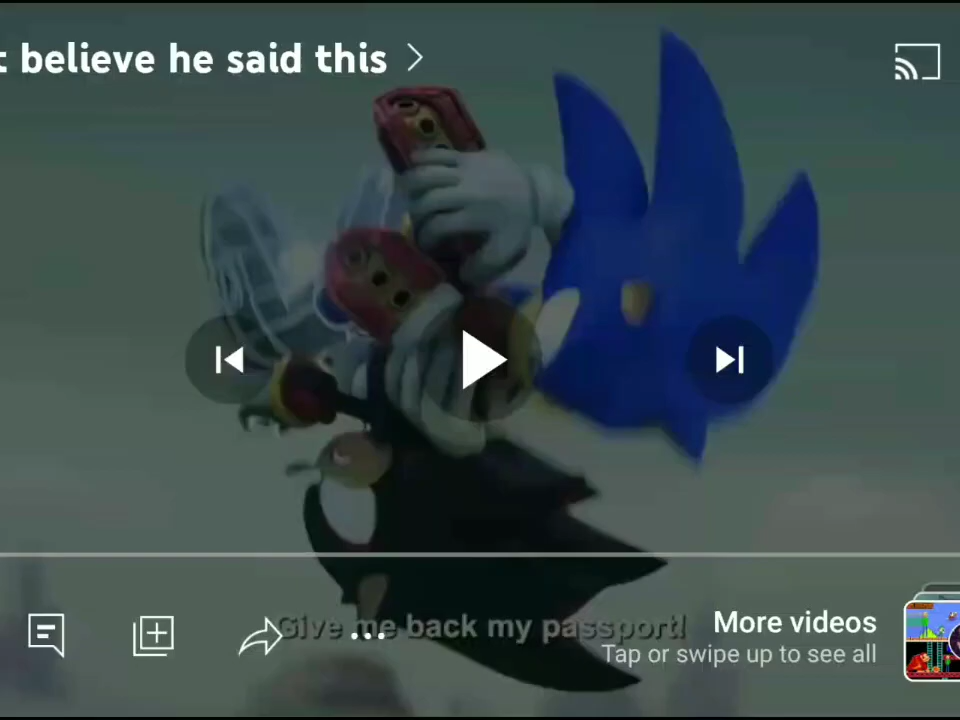 t believe he said this
Give me back my passport!
More videos
Tap or swipe up to see all